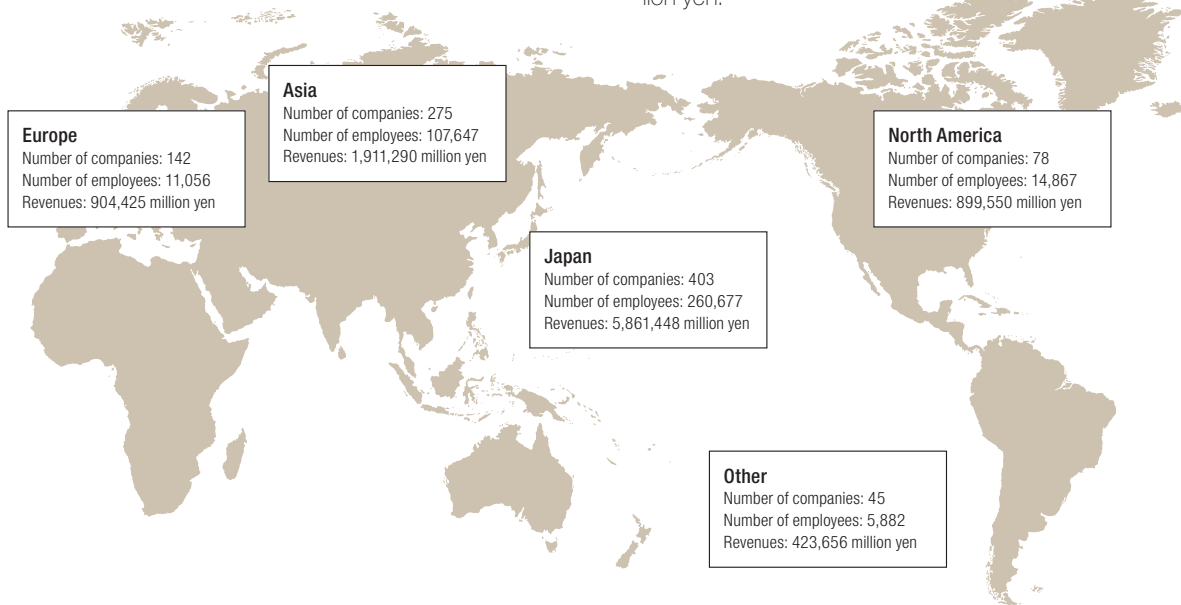 lion yen.
Asia
Number of companies: 275
Number of employees: 107,647
Revenues: 1,911,290 million yen
Europe
Number of companies: 142
Number of employees: 11,056
Revenues: 904,425 million yen
North America
Number of companies: 78
Number of employees: 14,867
Revenues: 899,550 million yen
Japan
Number of companies: 403
Number of employees: 260,677
Revenues: 5,861,448 million yen
Other
Number of companies: 45
Number of employees: 5,882
Revenues: 423,656 million yen